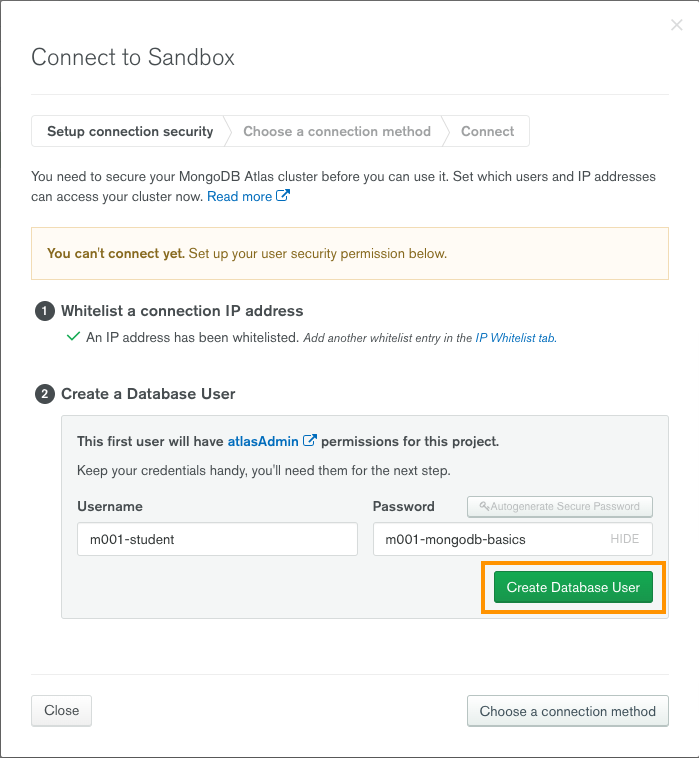 Connect to Sandbox
Setup connection security
Choose a connection method
Connect
You need to secure your MongoDB Atlas cluster before you can use it. Set which users and IP addresses
can access your cluster now. Read more
You can't connect yet. Set up your user security permission below.
1 Whitelist a connection IP address
An IP address has been whitelisted. Add another whitelist entry in the IP Whitelist tab.
2 Create a Database User
This first user will have atlasAdmin permissions for this project.
Keep your credentials handy, you'll need them for the next step.
Username
Password
Autogenerate Secure Password
m001-student
m001-mongodb-basics
HIDE
Create Database User
Close
Choose a connection method